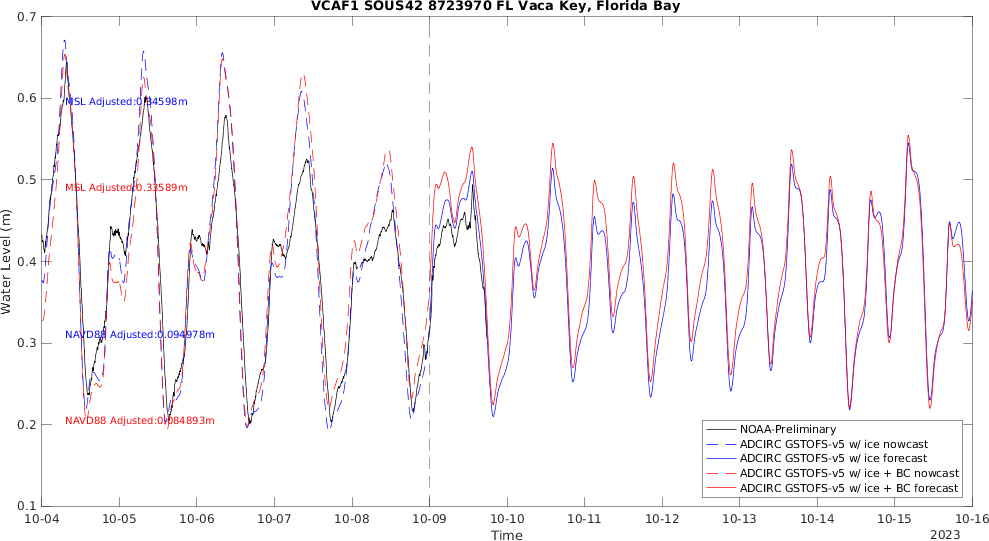 VCAF1 SOUS42 8723970 FL Vaca Key, Florida Bay
0.7
0.6
0.5
0.4
0.3
0.2
0.1
Water Level (m)
MSL Adjusted:0.34598m
MSL Adjusted:0.33589m
NAVD88 Adjusted:0.094978m
NAVD88 Adjusted:0.084893m
NOAA-Preliminary
ADCIRC GSTOFS-v5 w/ ice nowcast
ADCIRC GSTOFS-v5 w/ ice forecast
ADCIRC GSTOFS-v5 w/ ice + BC nowcast
ADCIRC GSTOFS-v5 w/ ice + BC forecast
10-04 10-05 10-06 10-07 10-08 10-09 10-10 10-11 10-12 10-13 10-14 10-15 10-16
Time
2023